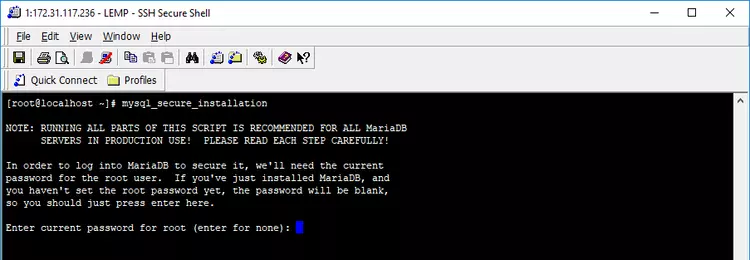 1:172.31.117.236 - LEMP - SSH Secure Shell
File Edit View Window Help
Quick Connect Profiles
[root@localhost ~]# mysql_secure_installation
NOTE: RUNNING ALL PARTS OF THIS SCRIPT IS RECOMMENDED FOR ALL MariaDB
SERVERS IN PRODUCTION USE! PLEASE READ EACH STEP CAREFULLY!
In order to log into MariaDB to secure it, we'll need the current
password for the root user. If you've just installed MariaDB, and
you haven't set the root password yet, the password will be blank,
so you should just press enter here.
Enter current password for root (enter for none):